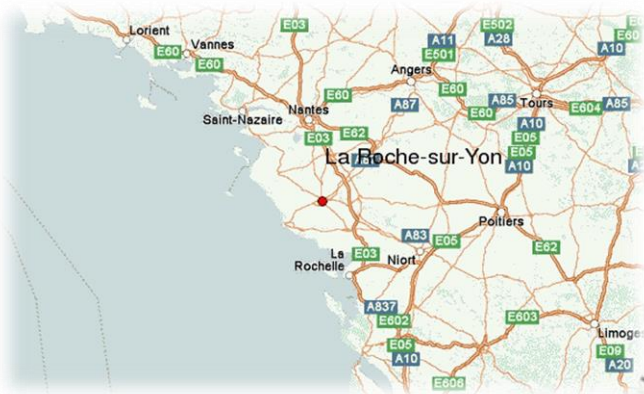 E03
E502
E60
Lorient
A11
A28
E60
Vannes
E501
A10
E60
E60
Angers
E60
A87
E60
A85
Tours
E604
A85
Saint-Nazaire
Nantes
E60
A10
E03
E62
E05
La Roche-sur-Yon
E05
A10
Poitiers
A83
E05
E62
La
Rochelle
E03
Niort
A837
E602
E603
Limoges
E05
A10
E09
A20
E606